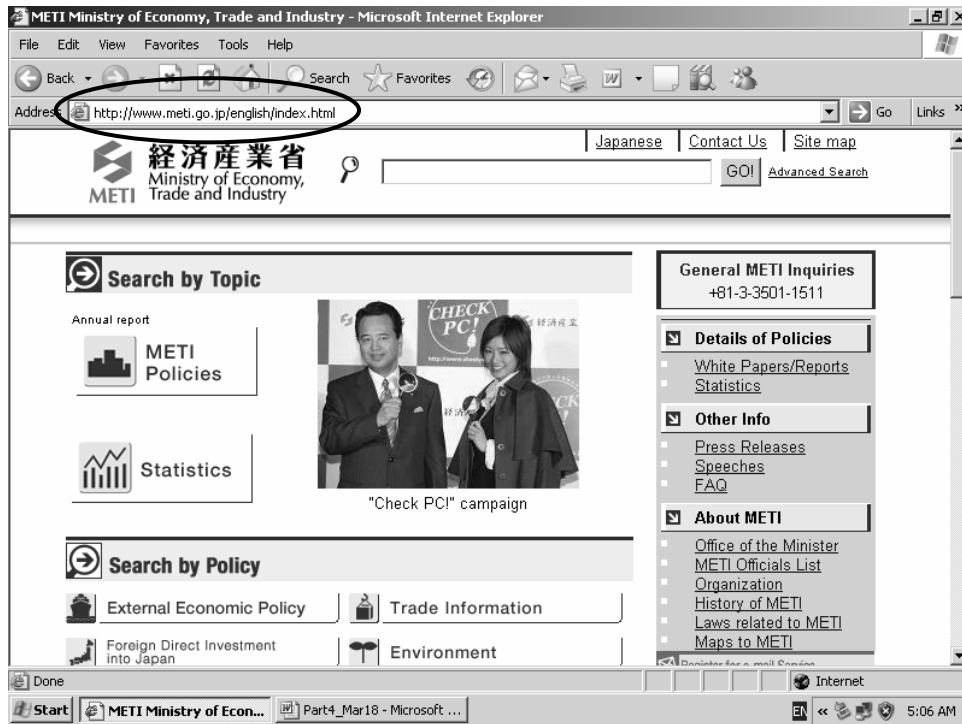 METI Ministry of Economy, Trade and Industry - Microsoft Internet Explorer
File Edit View Favorites Tools Help
Back Search Favorites
Address http://www.meti.go.jp/english/index.html Go Links »
Japanese Contact Us Site map
経済産業省
Ministry of Economy,
Trade and Industry
METI
GO! Advanced Search
Search by Topic
Annual report
METI
Policies
Statistics
CHECK
PC!
"Check PC!" campaign
Search by Policy
External Economic Policy Trade Information
Foreign Direct Investment
into Japan
Environment
General METI Inquiries
+81-3-3501-1511
Details of Policies
White Papers/Reports
Statistics
Other Info
Press Releases
Speeches
FAQ
About METI
Office of the Minister
METI Officials List
Organization
History of METI
Laws related to METI
Maps to METI
Register for e-mail Service
Done Internet
Start METI Ministry of Econ... Part4_Mar18 - Microsoft ... EN « 5:06 AM